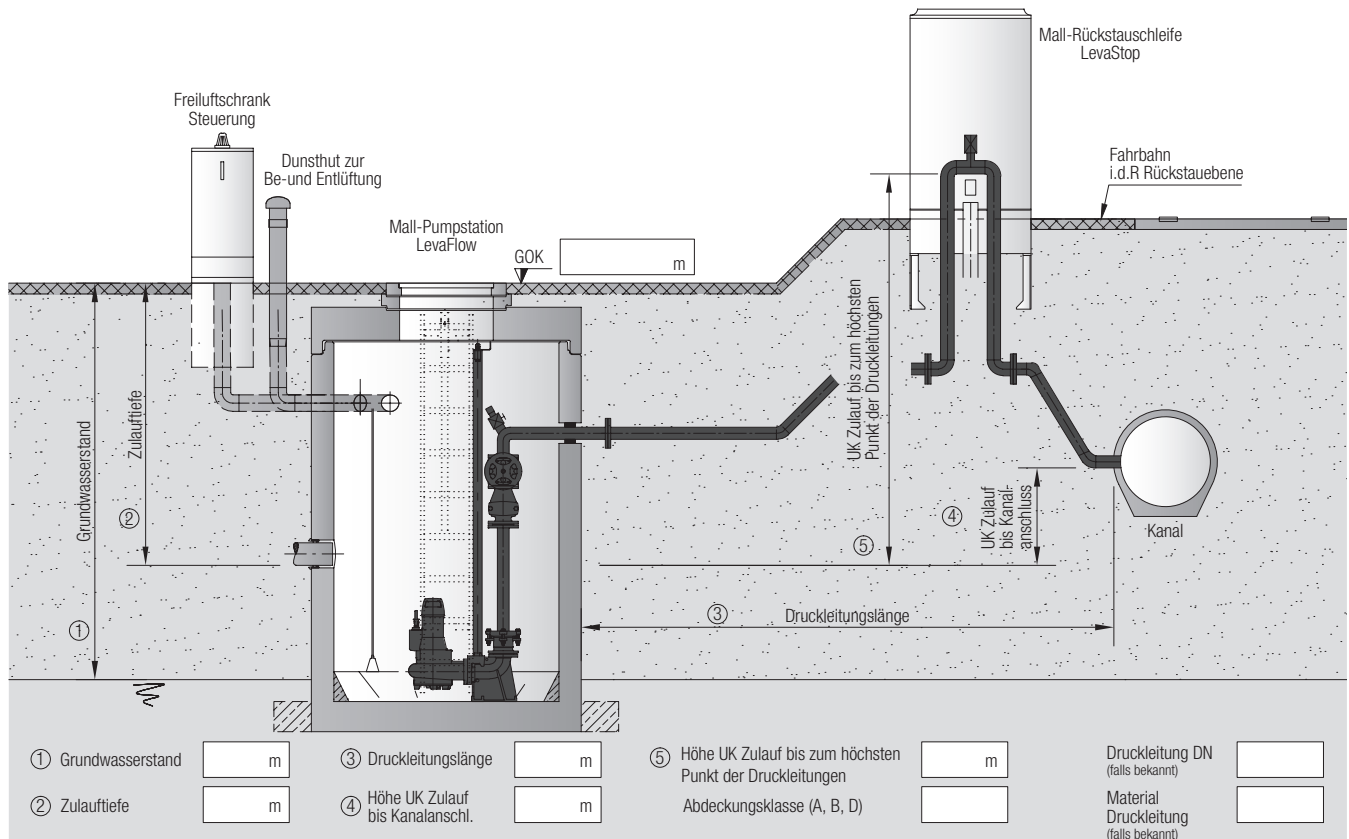 Mall-Rückstauschleife
LevaStop
Freiluftschrank
Steuerung
Dunsthut zur
Be-und Entlüftung
Fahrbahn
i.d.R Rückstauebene
Mall-Pumpstation
LevaFlow
GOK
m
Grundwasserstand
①
Zulauftiefe
②
UK Zulauf bis zum höchsten
Punkt der Druckleitungen
⑤
④
UK Zulauf
bis Kanal-
anschluss
Kanal
③
Druckleitungslänge
① Grundwasserstand m
② Zulauftiefe m
③ Druckleitungslänge m
④ Höhe UK Zulauf
bis Kanalanschl. m
⑤ Höhe UK Zulauf bis zum höchsten
Punkt der Druckleitungen m
Abdeckungsklasse (A, B, D)
Druckleitung DN
(falls bekannt)
Material
Druckleitung
(falls bekannt)